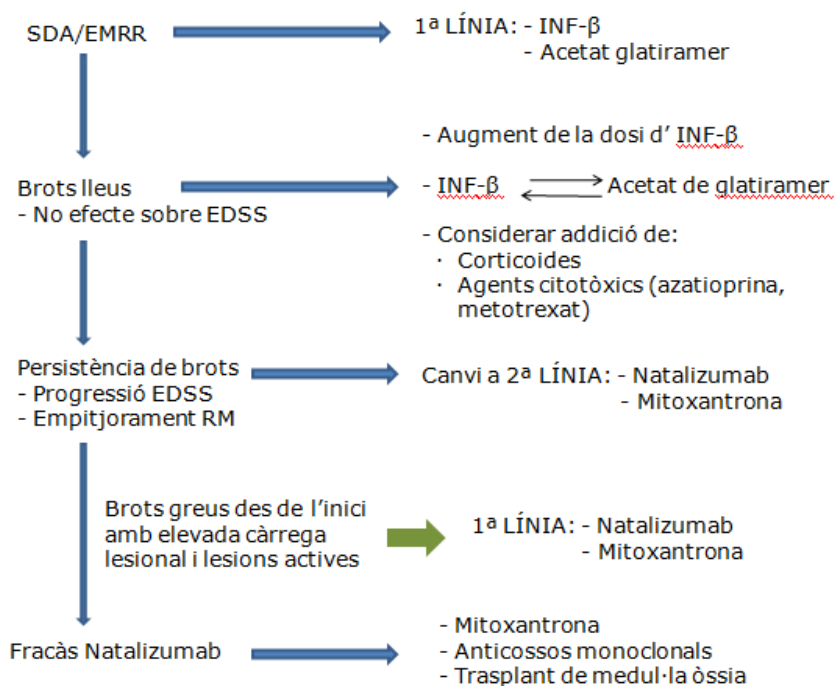 SDA/EMRR
1ª LÍNIA: - INF-β
- Acetat glatiramer
- Augment de la dosi d’ INF-β
Brots lleus
- No efecte sobre EDSS
- INF-β Acetat de glatiramer
- Considerar addició de:
· Corticoides
· Agents citotòxics (azatioprina,
metotrexat)
Persistència de brots
- Progressió EDSS
- Empitjorament RM
Canvi a 2ª LÍNIA: - Natalizumab
- Mitoxantrona
Brots greus des de l’inici
amb elevada càrrega
lesional i lesions actives
1ª LÍNIA: - Natalizumab
- Mitoxantrona
Fracàs Natalizumab
- Mitoxantrona
- Anticossos monoclonals
- Trasplant de medul·la òssia